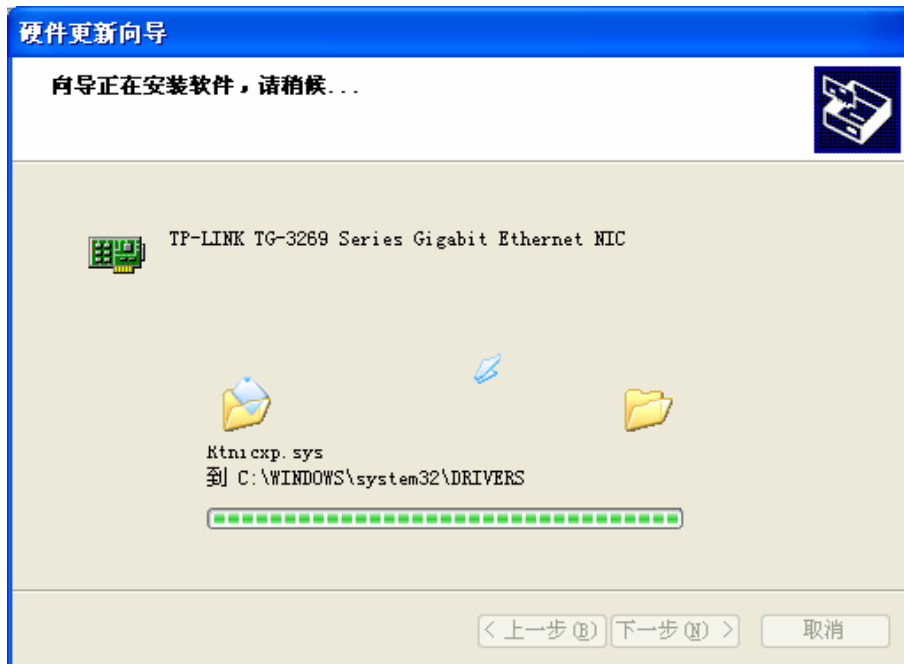 硬件更新向导
向导正在安装软件，请稍候...
TP-LINK TG-3269 Series Gigabit Ethernet NIC
Rtnicxp.sys
到 C:\WINDOWS\system32\DRIVERS
< 上一步(B) 下一步(N) > 取消